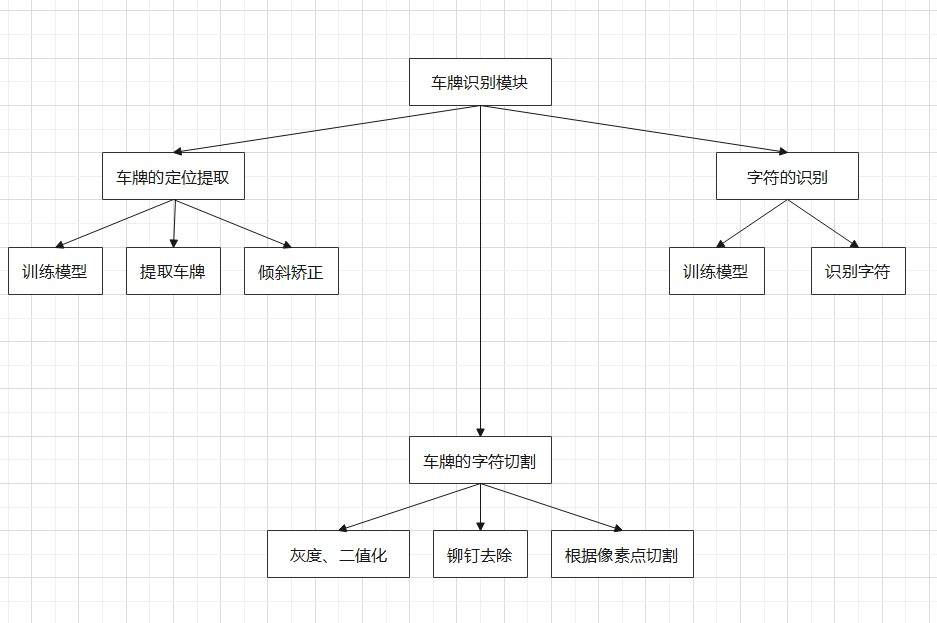 车牌识别模块
车牌的定位提取
字符的识别
训练模型
提取车牌
倾斜矫正
训练模型
识别字符
车牌的字符切割
灰度、二值化
铆钉去除
根据像素点切割